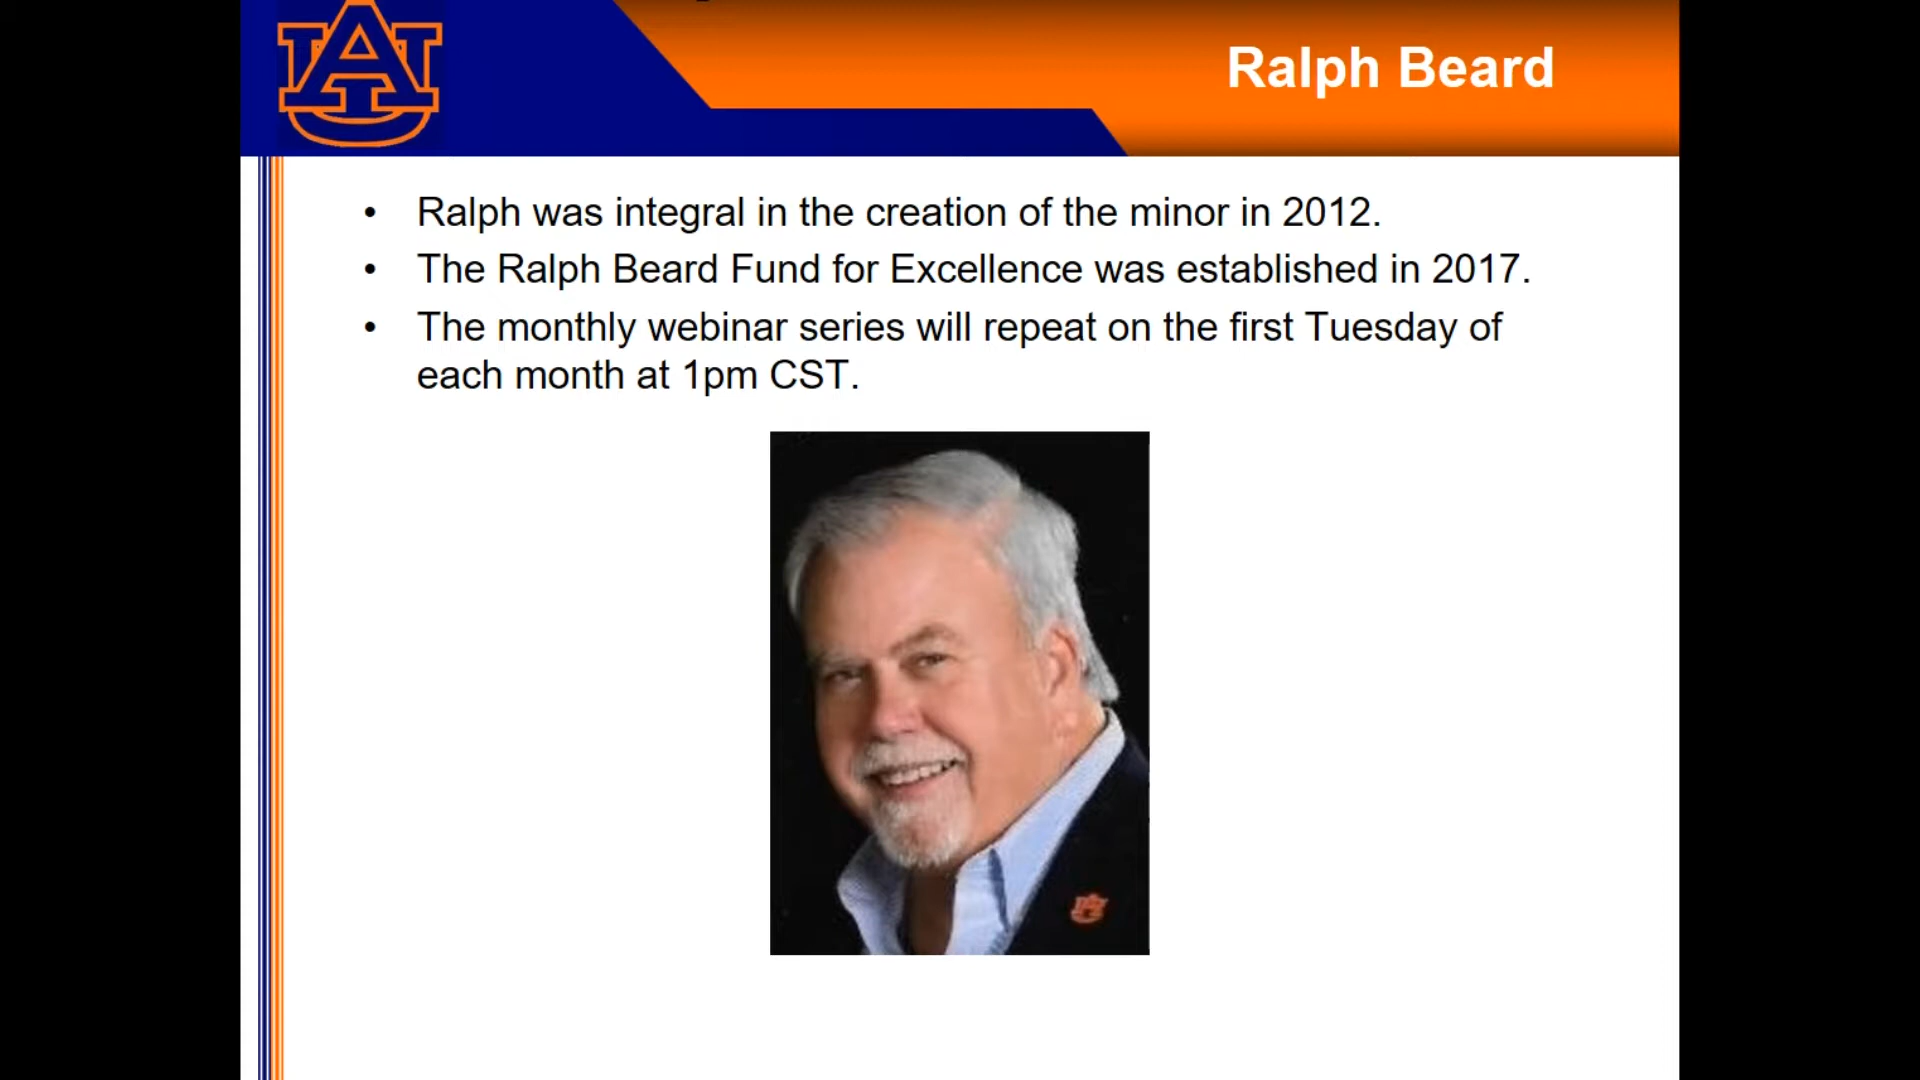 Ralph Beard
• Ralph was integral in the creation of the minor in 2012.
• The Ralph Beard Fund for Excellence was established in 2017.
• The monthly webinar series will repeat on the first Tuesday of
each month at 1pm CST.